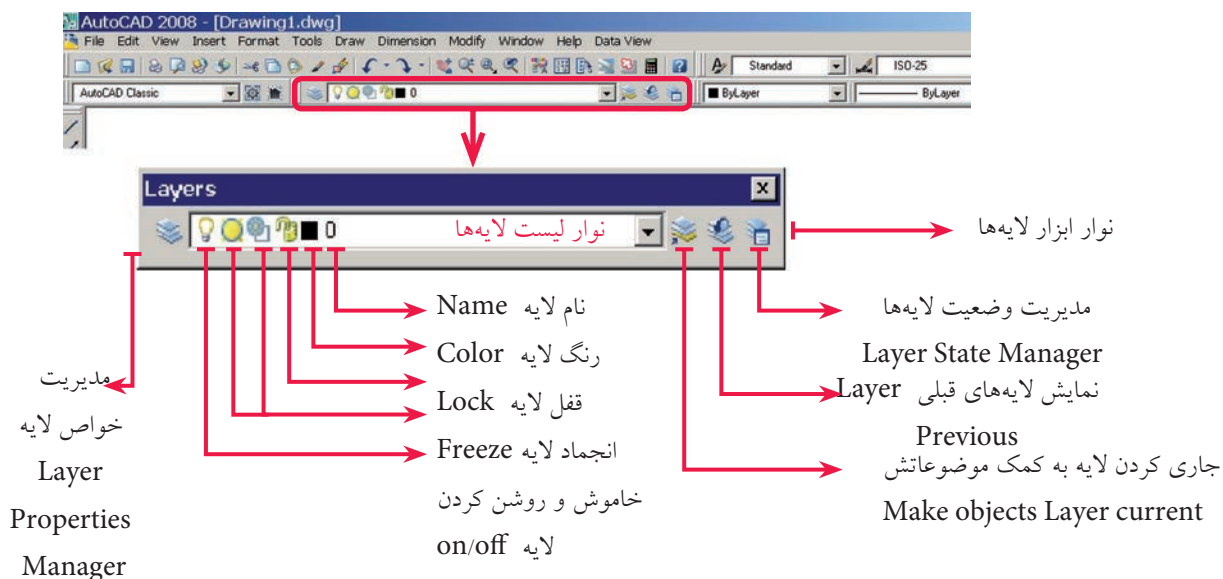 AutoCAD 2008 - [Drawing1.dwg]
File Edit View Insert Format Tools Draw Dimension Modify Window Help Data View
Standard ISO-25
AutoCAD Classic 0 ByLayer ByLayer
Layers
0 نوار لیست لایه‌ها
نوار ابزار لایه‌ها
نام لایه Name
رنگ لایه Color
قفل لایه Lock
انجماد لایه Freeze
خاموش و روشن کردن
لایه on/off
مدیریت وضعیت لایه‌ها
Layer State Manager
نمایش لایه‌های قبلی Layer
Previous
جاری کردن لایه به کمک موضوعاتش
Make objects Layer current
مدیریت
خواص لایه
Layer
Properties
Manager